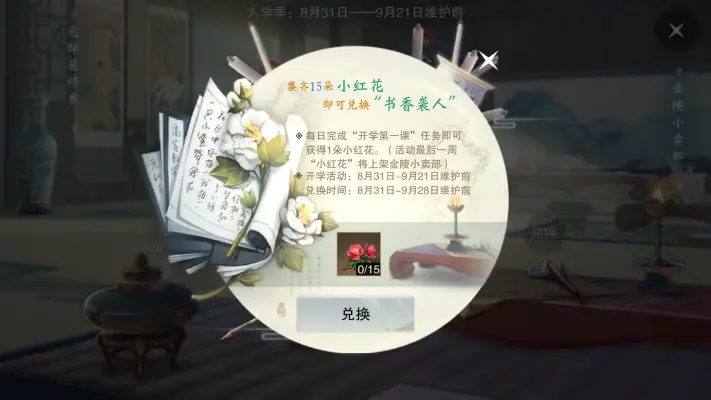 入学季：8月31日——9月21日维护前
金陵小卖部
集齐15朵小红花
即可兑换“书香袭人”
每日完成“开学第一课”任务即可
获得1朵小红花。（活动最后一周
“小红花”将上架金陵小卖部）
开学活动：8月31日-9月21日维护前
兑换时间：8月31日-9月28日维护前
兑换
0/15
兑换